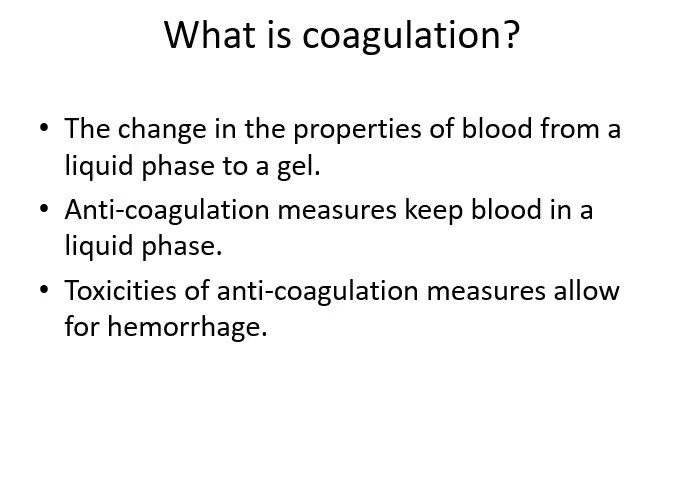 What is coagulation?
• The change in the properties of blood from a
liquid phase to a gel.
• Anti-coagulation measures keep blood in a
liquid phase.
• Toxicities of anti-coagulation measures allow
for hemorrhage.